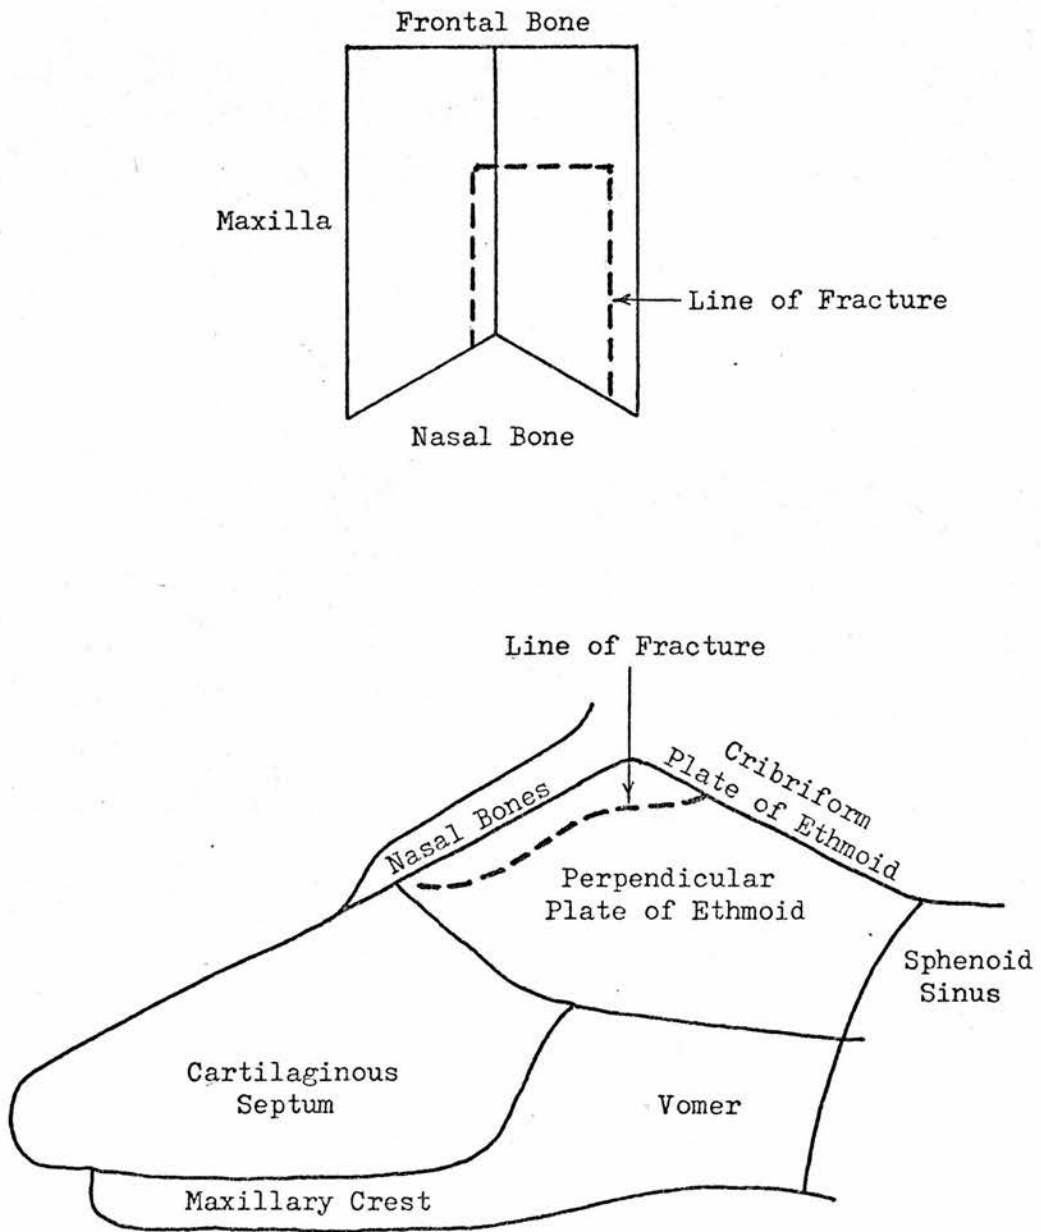 Frontal Bone
Maxilla
Line of Fracture
Nasal Bone
Line of Fracture
Nasal Bones
Cribriform
Plate of Ethmoid
Perpendicular
Plate of Ethmoid
Sphenoid
Sinus
Cartilaginous
Septum
Vomer
Maxillary Crest